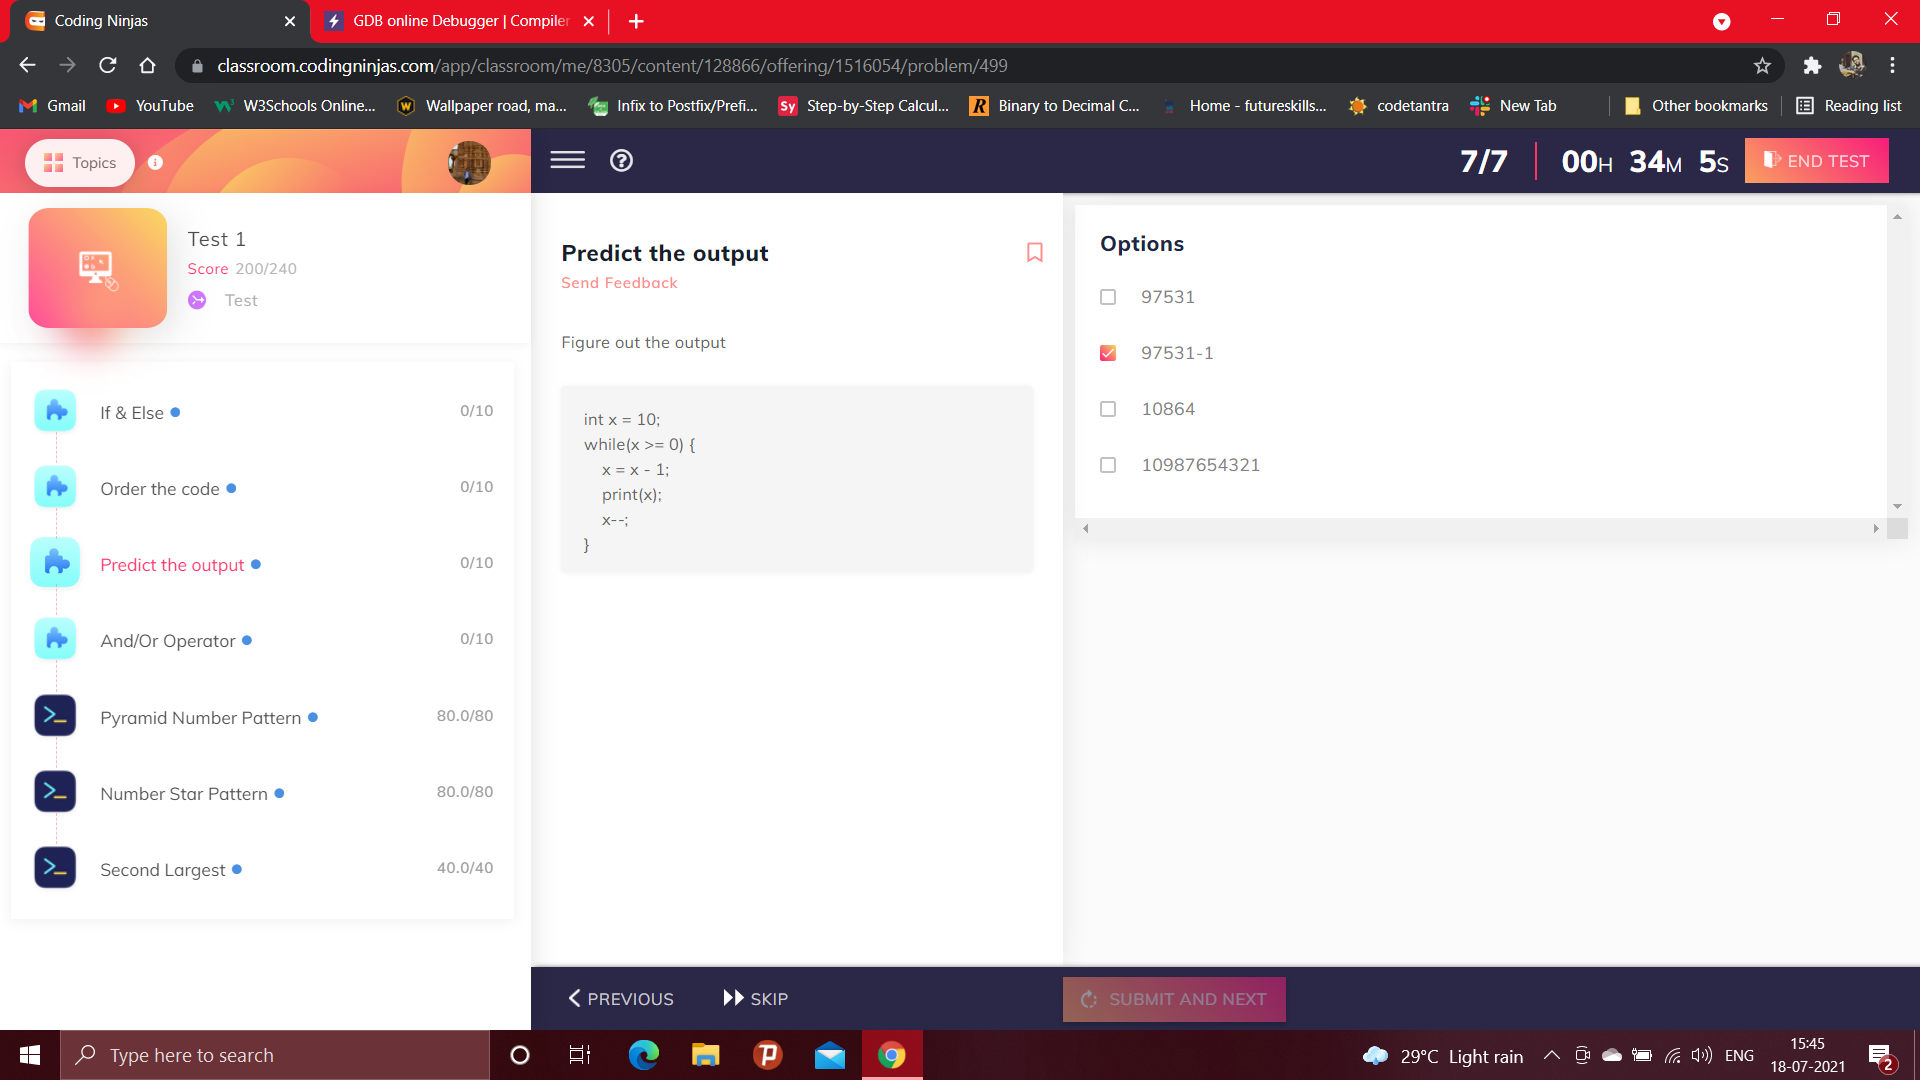 Coding Ninjas
GDB online Debugger | Compiler
classroom.codingninjas.com/app/classroom/me/8305/content/128866/offering/1516054/problem/499
Gmail
YouTube
W3Schools Online...
Wallpaper road, ma...
Infix to Postfix/Prefi...
Sy
Step-by-Step Calcul...
Binary to Decimal C...
Home - futureskills...
codetantra
New Tab
Other bookmarks
Reading list
Topics
7/7
00H 34M 5S
END TEST
Test 1
Score 200/240
Test
If & Else
0/10
Order the code
0/10
Predict the output
0/10
And/Or Operator
0/10
Pyramid Number Pattern
80.0/80
Number Star Pattern
80.0/80
Second Largest
40.0/40
Predict the output
Send Feedback
Figure out the output
int x = 10;
while(x >= 0) {
x = x - 1;
print(x);
x--;
}
Options
97531
97531-1
10864
10987654321
PREVIOUS
SKIP
SUBMIT AND NEXT
Type here to search
29°C Light rain
ENG
15:45
18-07-2021
2